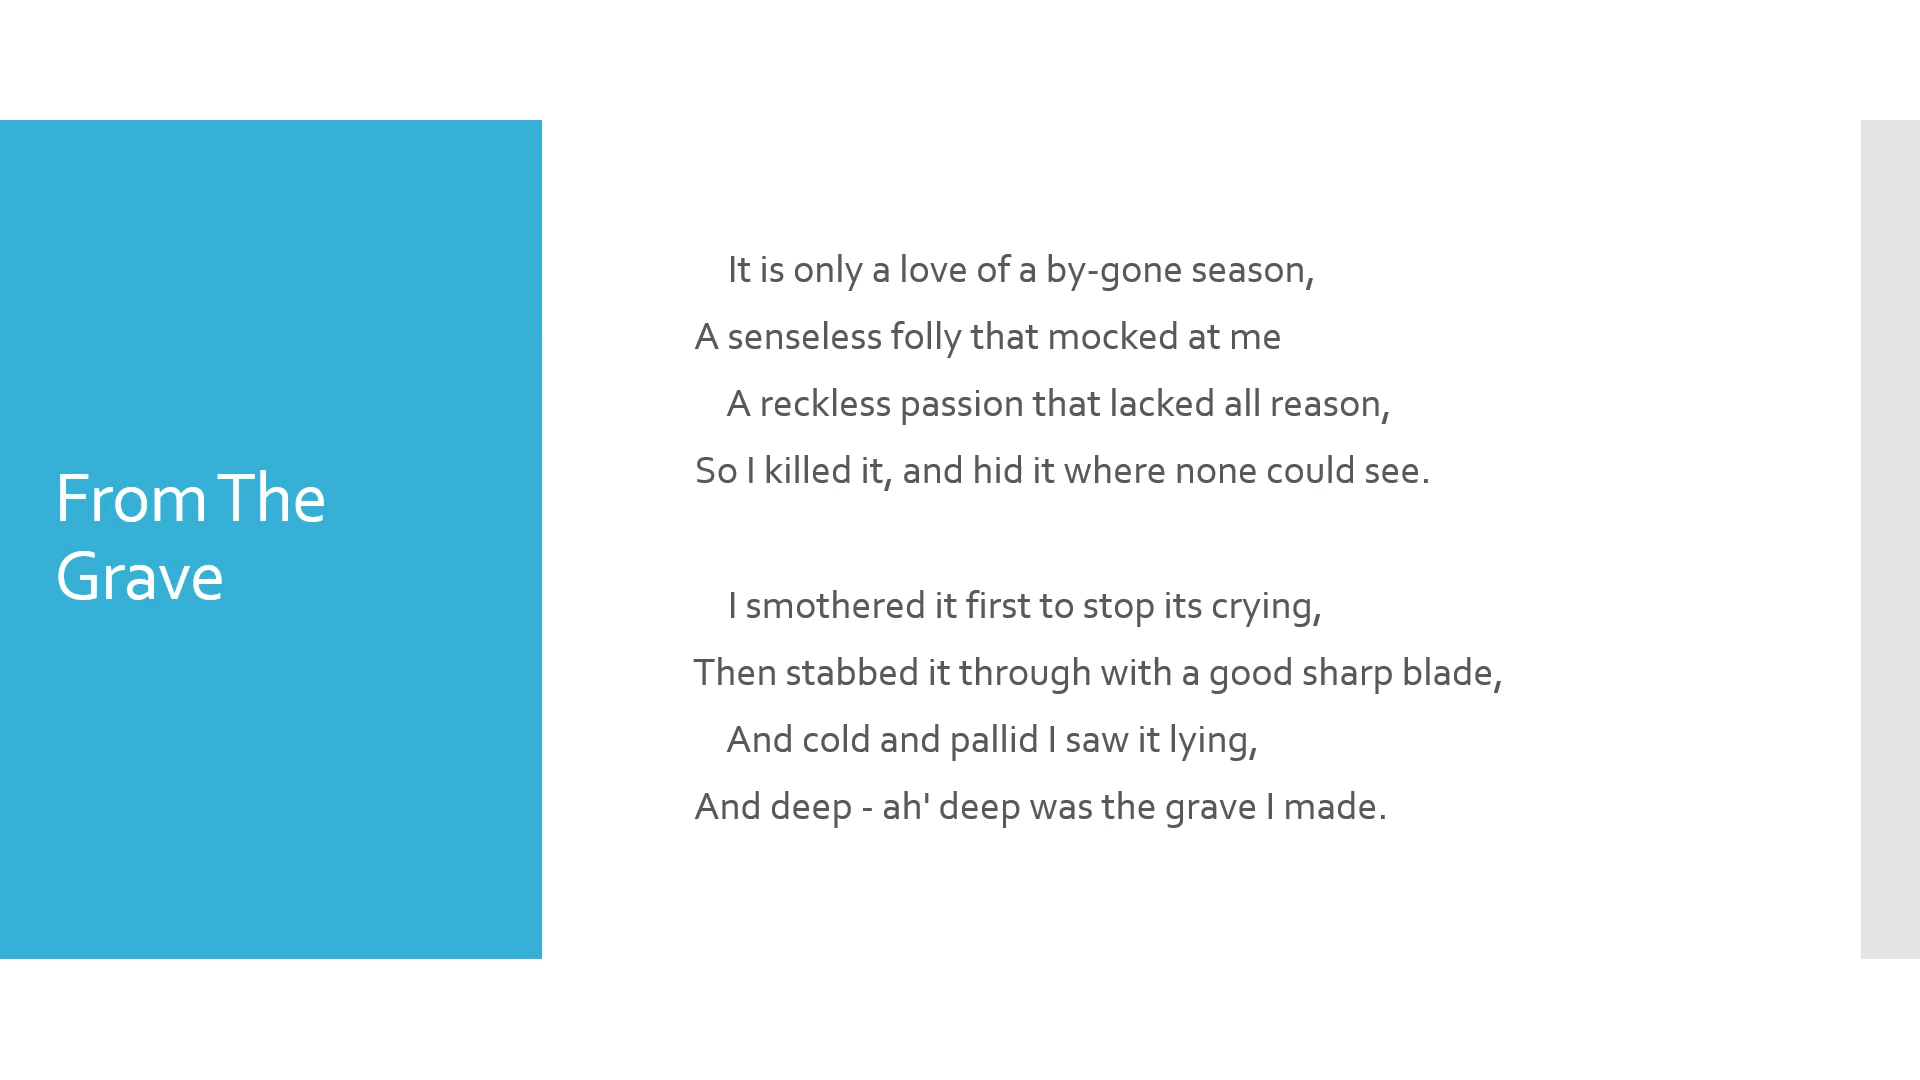 From The
Grave
It is only a love of a by-gone season,
A senseless folly that mocked at me
A reckless passion that lacked all reason,
So I killed it, and hid it where none could see.
I smothered it first to stop its crying,
Then stabbed it through with a good sharp blade,
And cold and pallid I saw it lying,
And deep - ah' deep was the grave I made.